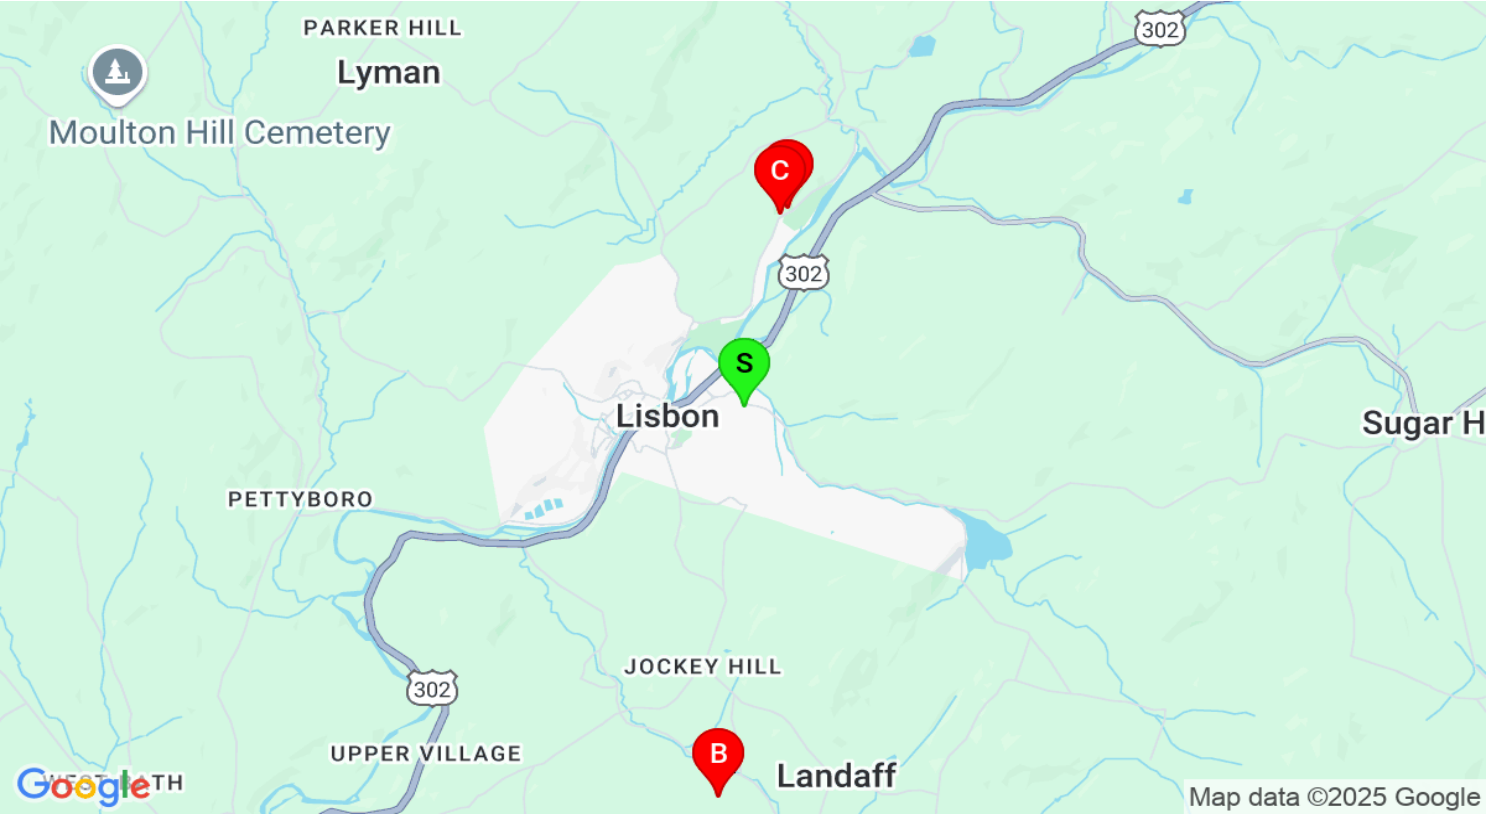 PARKER HILL
Lyman
302
Moulton Hill Cemetery
C
302
S
Lisbon
Sugar H
PETTYBORO
JOCKEY HILL
302
B
UPPER VILLAGE
Landaff
Google
Map data ©2025 Google